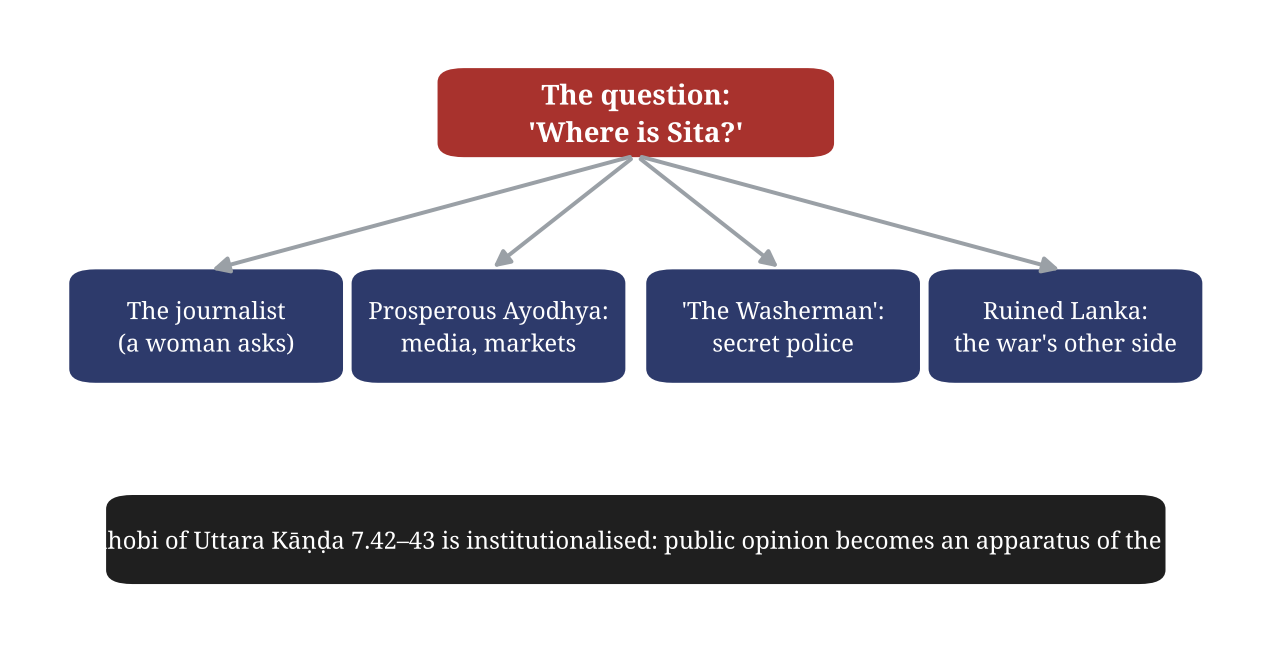 The question:
'Where is Sita?'
The journalist
(a woman asks)
Prosperous Ayodhya:
media, markets
'The Washerman':
secret police
Ruined Lanka:
the war's other side
hobi of Uttara Kāṇḍa 7.42–43 is institutionalised: public opinion becomes an apparatus of the